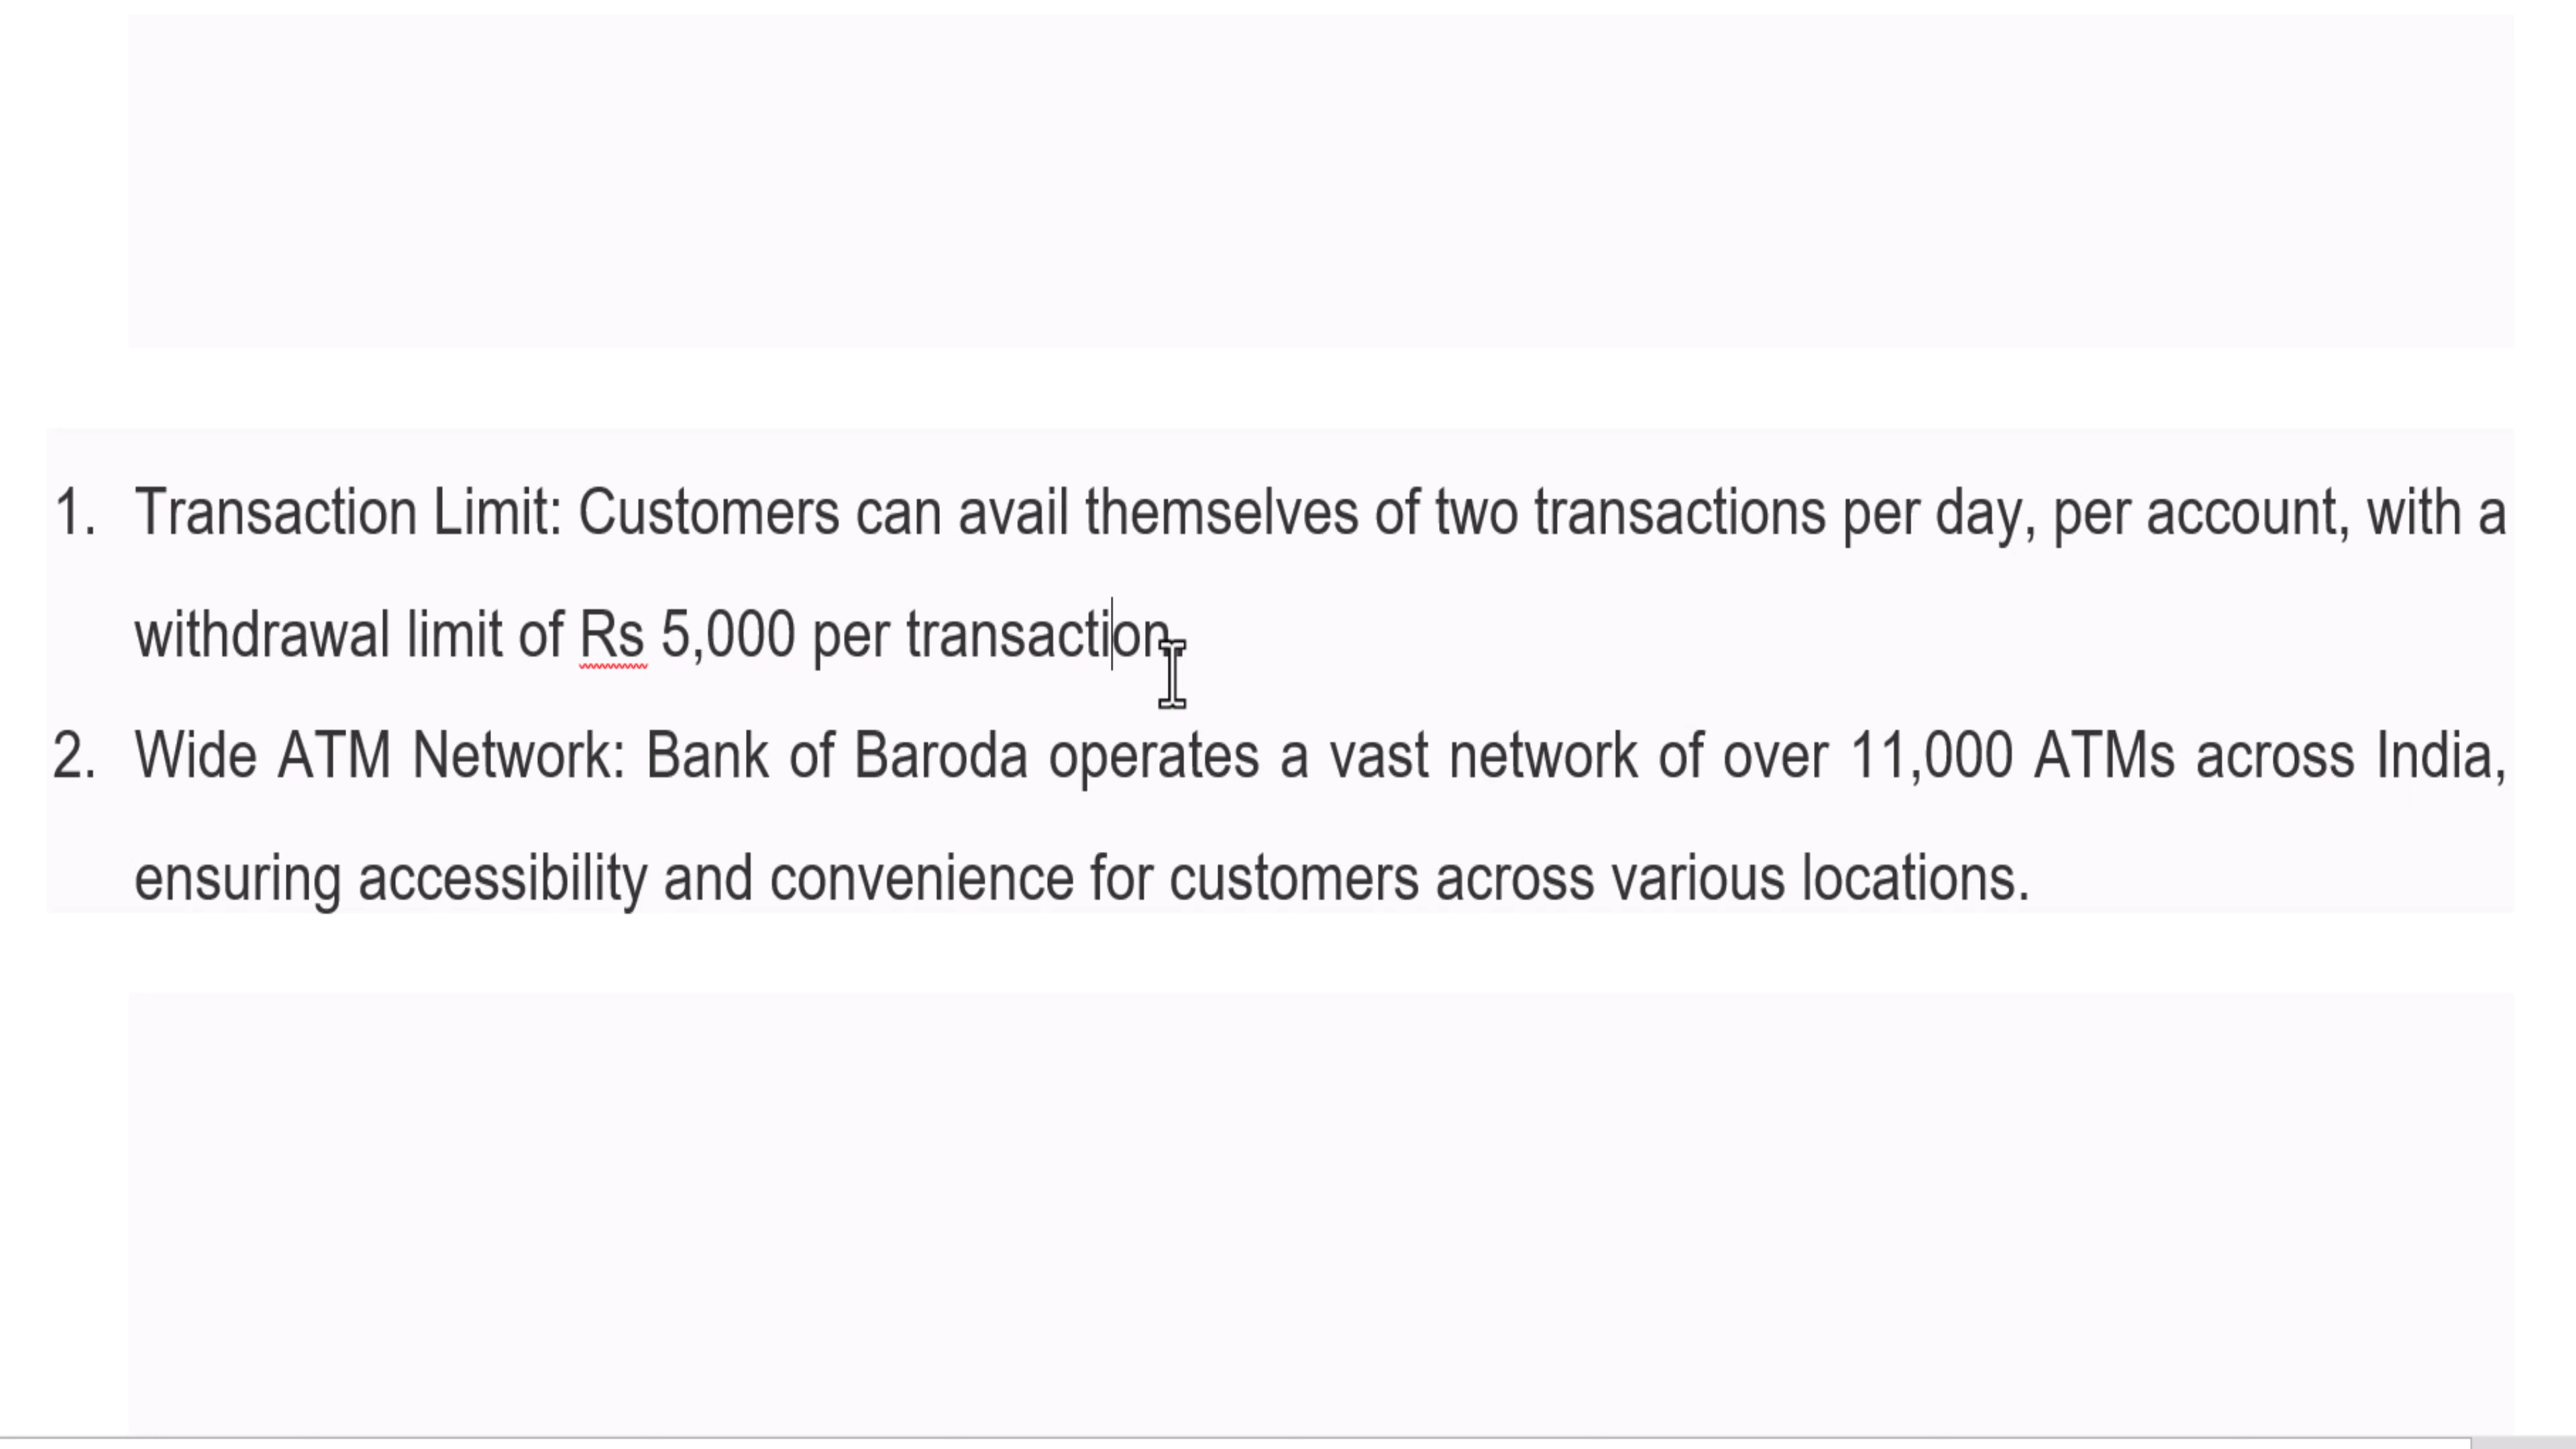 1. Transaction Limit: Customers can avail themselves of two transactions per day, per account, with a
withdrawal limit of Rs 5,000 per transaction.
2. Wide ATM Network: Bank of Baroda operates a vast network of over 11,000 ATMs across India,
ensuring accessibility and convenience for customers across various locations.